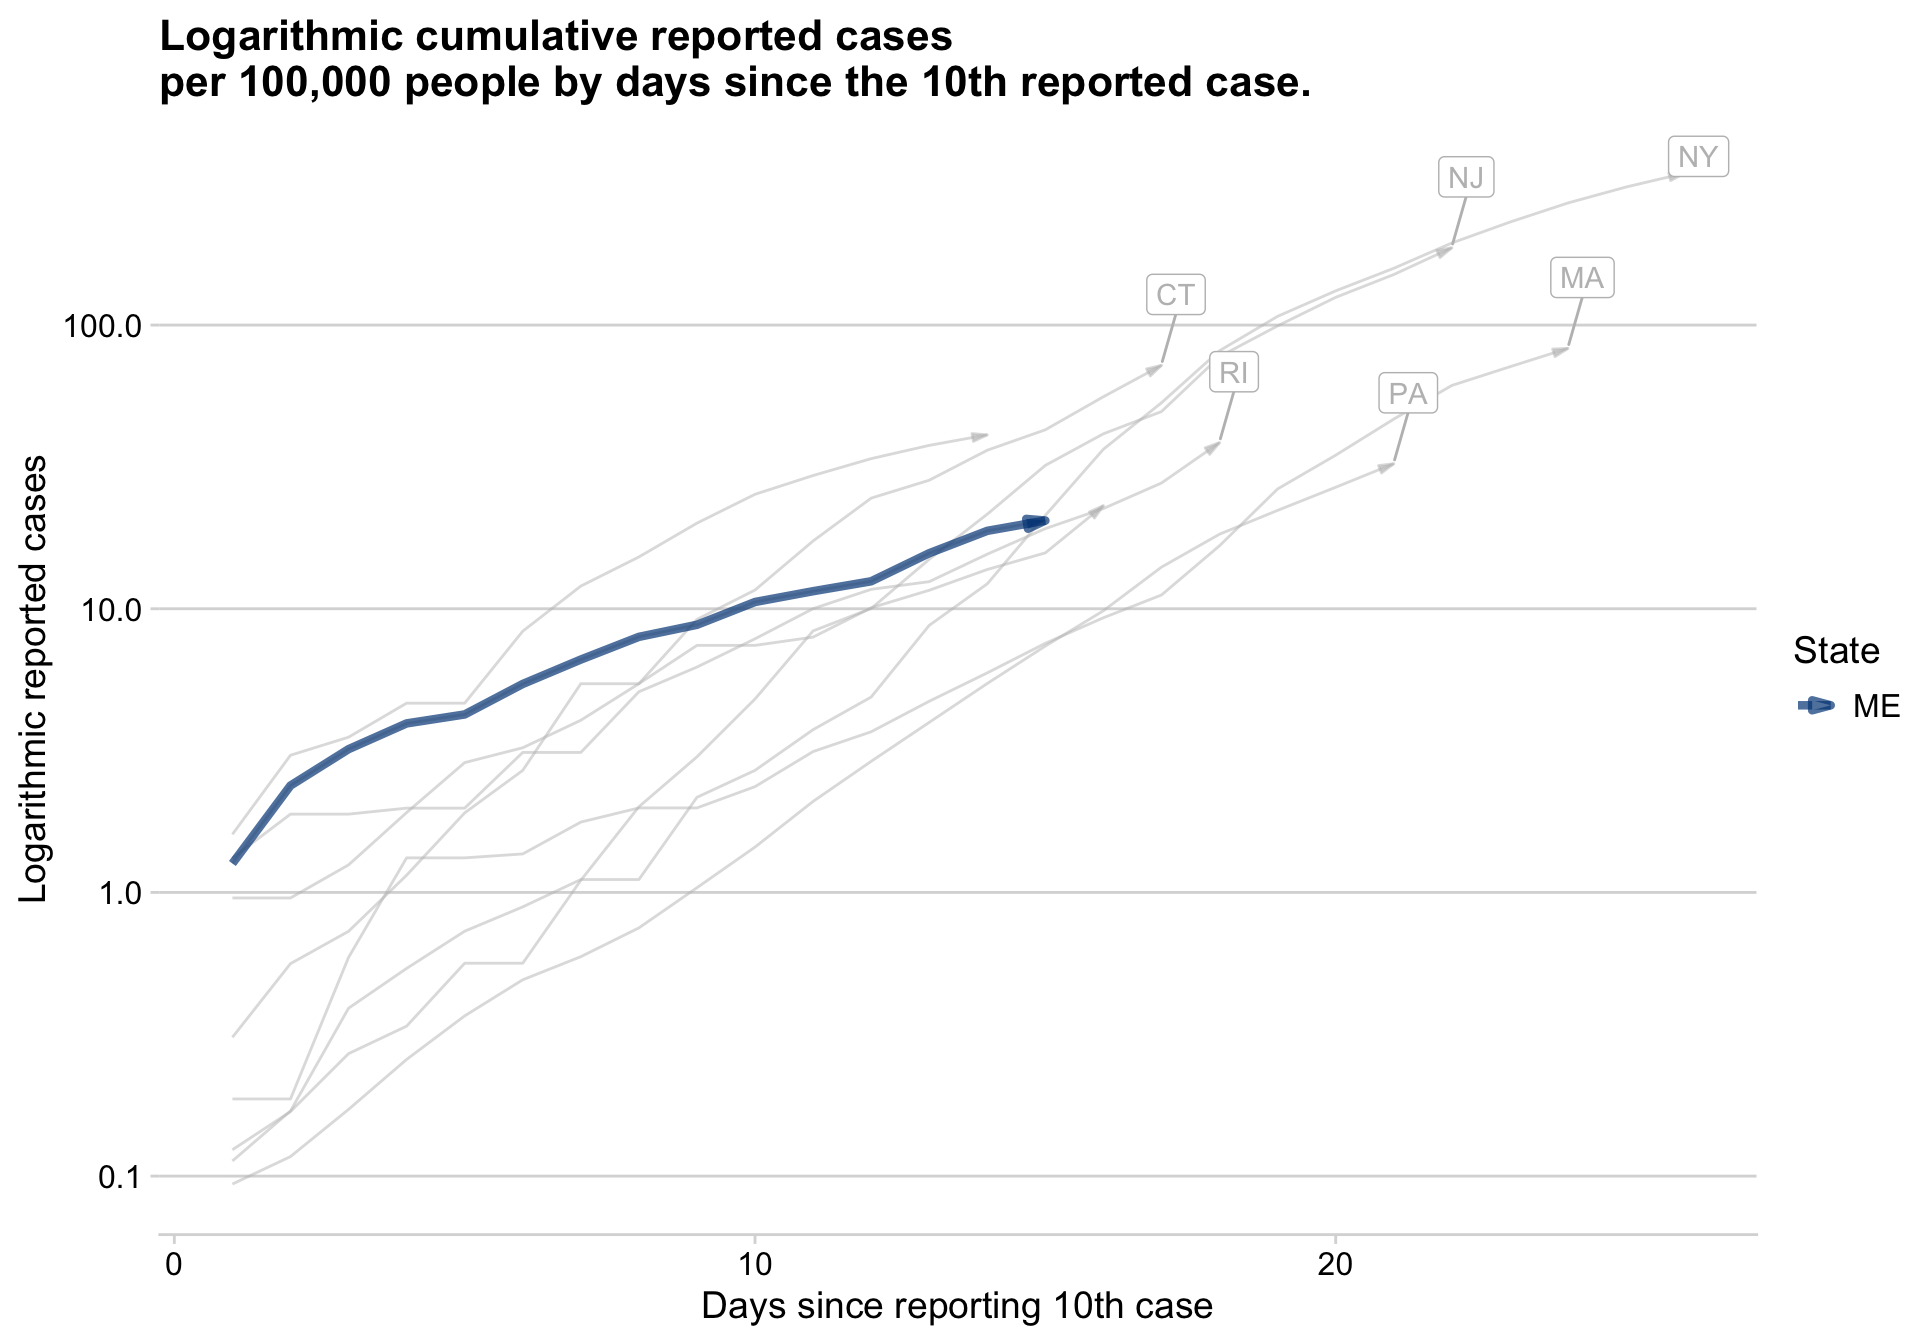 Logarithmic cumulative reported cases
per 100,000 people by days since the 10th reported case.
NY
NJ
MA
CT
100.0
RI
PA
Logarithmic reported cases
10.0
State
ME
1.0
0.1
0
10
20
Days since reporting 10th case